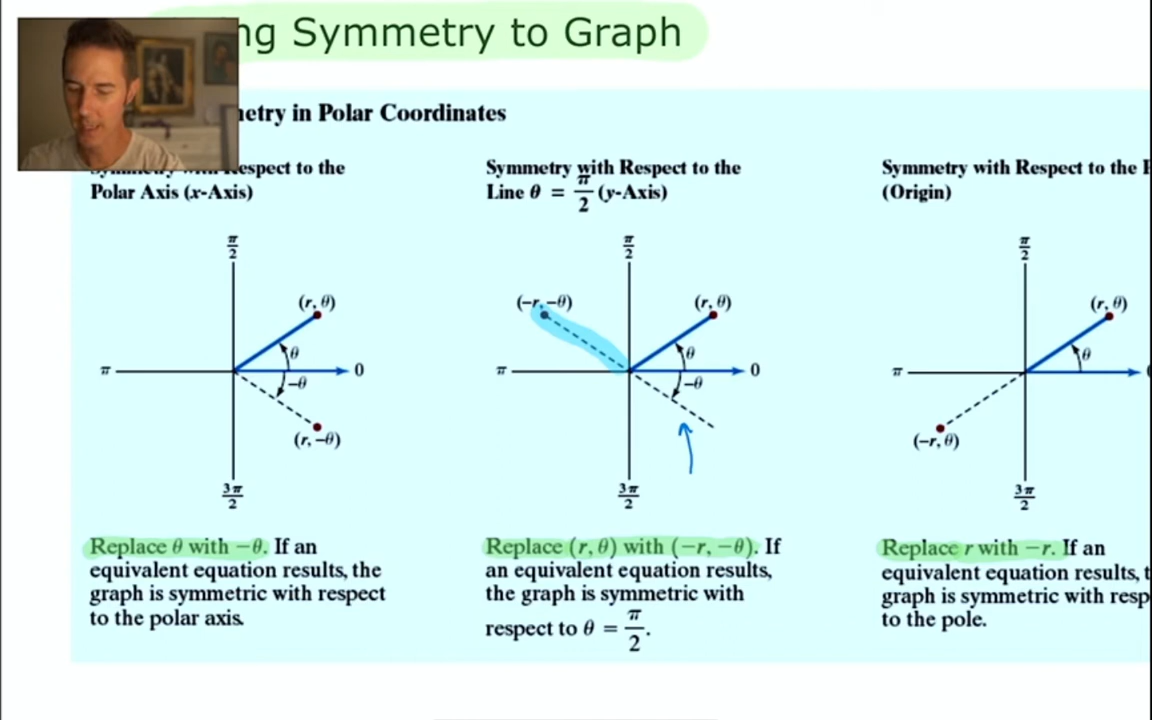 ng Symmetry to Graph
etry in Polar Coordinates
Respect to the
Polar Axis (x-Axis)
π/2
(r, θ)
θ
π
0
−θ
(r, −θ)
3π/2
Replace θ with −θ. If an
equivalent equation results, the
graph is symmetric with respect
to the polar axis.
Symmetry with Respect to the
Line θ = π/2 (y-Axis)
π/2
(−r, −θ)
(r, θ)
θ
π
0
−θ
3π/2
Replace (r, θ) with (−r, −θ). If
an equivalent equation results,
the graph is symmetric with
respect to θ = π/2.
Symmetry with Respect to the
(Origin)
π/2
(r, θ)
θ
π
(−r, θ)
3π/2
Replace r with −r. If an
equivalent equation results, t
graph is symmetric with resp
to the pole.